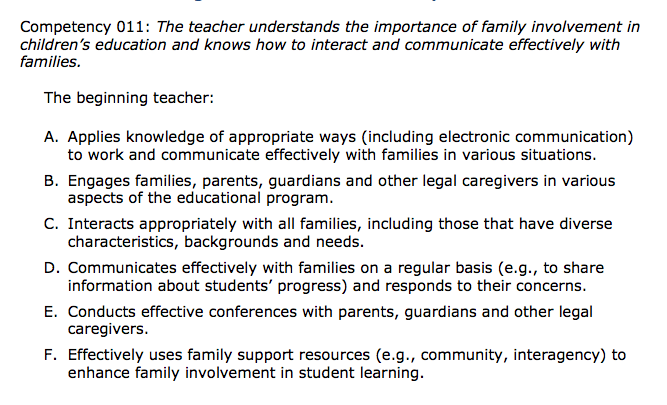 Competency 011: The teacher understands the importance of family involvement in
children's education and knows how to interact and communicate effectively with
families.
The beginning teacher:
A. Applies knowledge of appropriate ways (including electronic communication)
to work and communicate effectively with families in various situations.
B. Engages families, parents, guardians and other legal caregivers in various
aspects of the educational program.
C. Interacts appropriately with all families, including those that have diverse
characteristics, backgrounds and needs.
D. Communicates effectively with families on a regular basis (e.g., to share
information about students' progress) and responds to their concerns.
E. Conducts effective conferences with parents, guardians and other legal
caregivers.
F. Effectively uses family support resources (e.g., community, interagency) to
enhance family involvement in student learning.